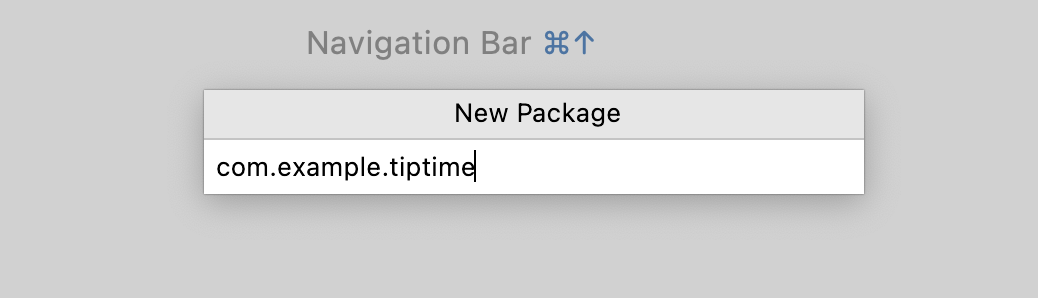 Navigation Bar ⌘↑
New Package
com.example.tiptime